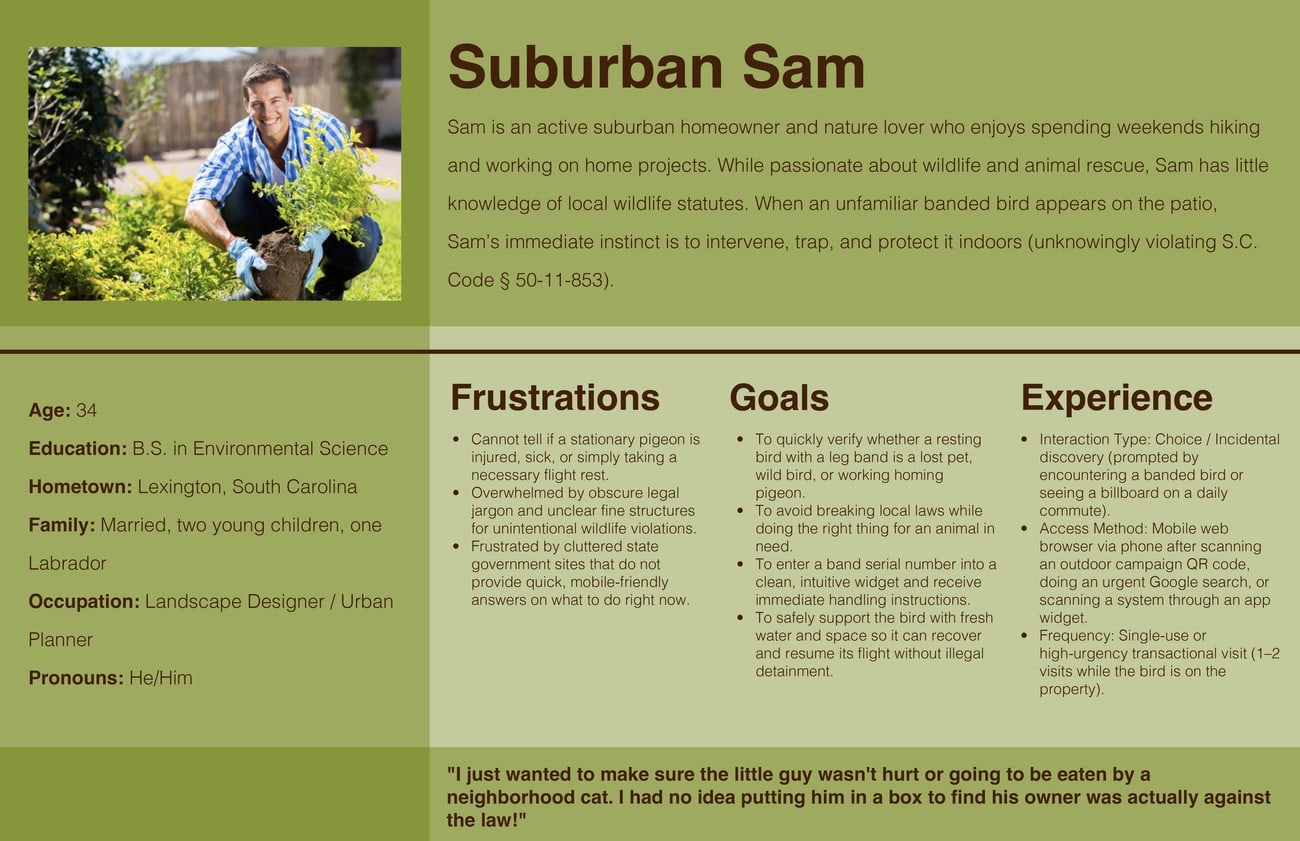 Suburban Sam
Sam is an active suburban homeowner and nature lover who enjoys spending weekends hiking
and working on home projects. While passionate about wildlife and animal rescue, Sam has little
knowledge of local wildlife statutes. When an unfamiliar banded bird appears on the patio,
Sam's immediate instinct is to intervene, trap, and protect it indoors (unknowingly violating S.C.
Code § 50-11-853).
Age: 34
Education: B.S. in Environmental Science
Hometown: Lexington, South Carolina
Family: Married, two young children, one
Labrador
Occupation: Landscape Designer / Urban
Planner
Pronouns: He/Him
Frustrations
• Cannot tell if a stationary pigeon is
injured, sick, or simply taking a
necessary flight rest.
• Overwhelmed by obscure legal
jargon and unclear fine structures
for unintentional wildlife violations.
• Frustrated by cluttered state
government sites that do not
provide quick, mobile-friendly
answers on what to do right now.
Goals
• To quickly verify whether a resting
bird with a leg band is a lost pet,
wild bird, or working homing
pigeon.
• To avoid breaking local laws while
doing the right thing for an animal in
need.
• To enter a band serial number into a
clean, intuitive widget and receive
immediate handling instructions.
• To safely support the bird with fresh
water and space so it can recover
and resume its flight without illegal
detainment.
Experience
• Interaction Type: Choice / Incidental
discovery (prompted by
encountering a banded bird or
seeing a billboard on a daily
commute).
• Access Method: Mobile web
browser via phone after scanning
an outdoor campaign QR code,
doing an urgent Google search, or
scanning a system through an app
widget.
• Frequency: Single-use or
high-urgency transactional visit (1–2
visits while the bird is on the
property).
"I just wanted to make sure the little guy wasn't hurt or going to be eaten by a
neighborhood cat. I had no idea putting him in a box to find his owner was actually against
the law!"